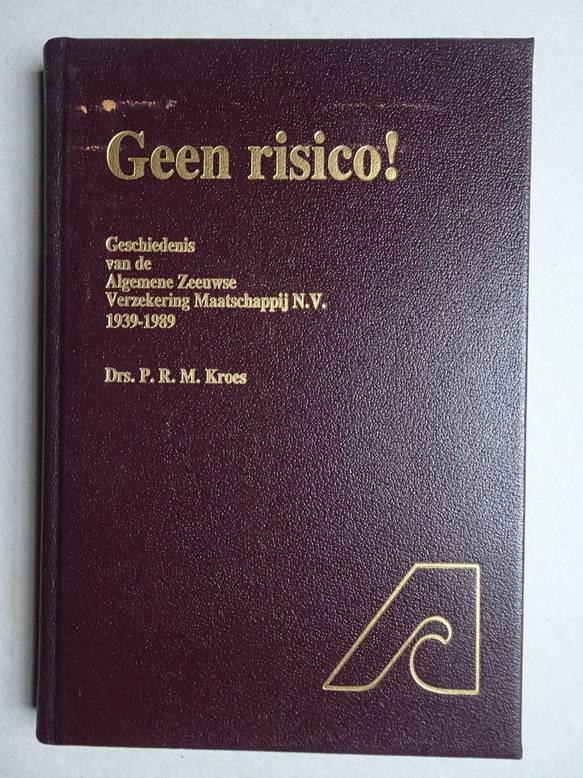 Geen risico!
Geschiedenis
van de
Algemene Zeeuwse
Verzekering Maatschappij N.V.
1939-1989
Drs. P. R. M. Kroes